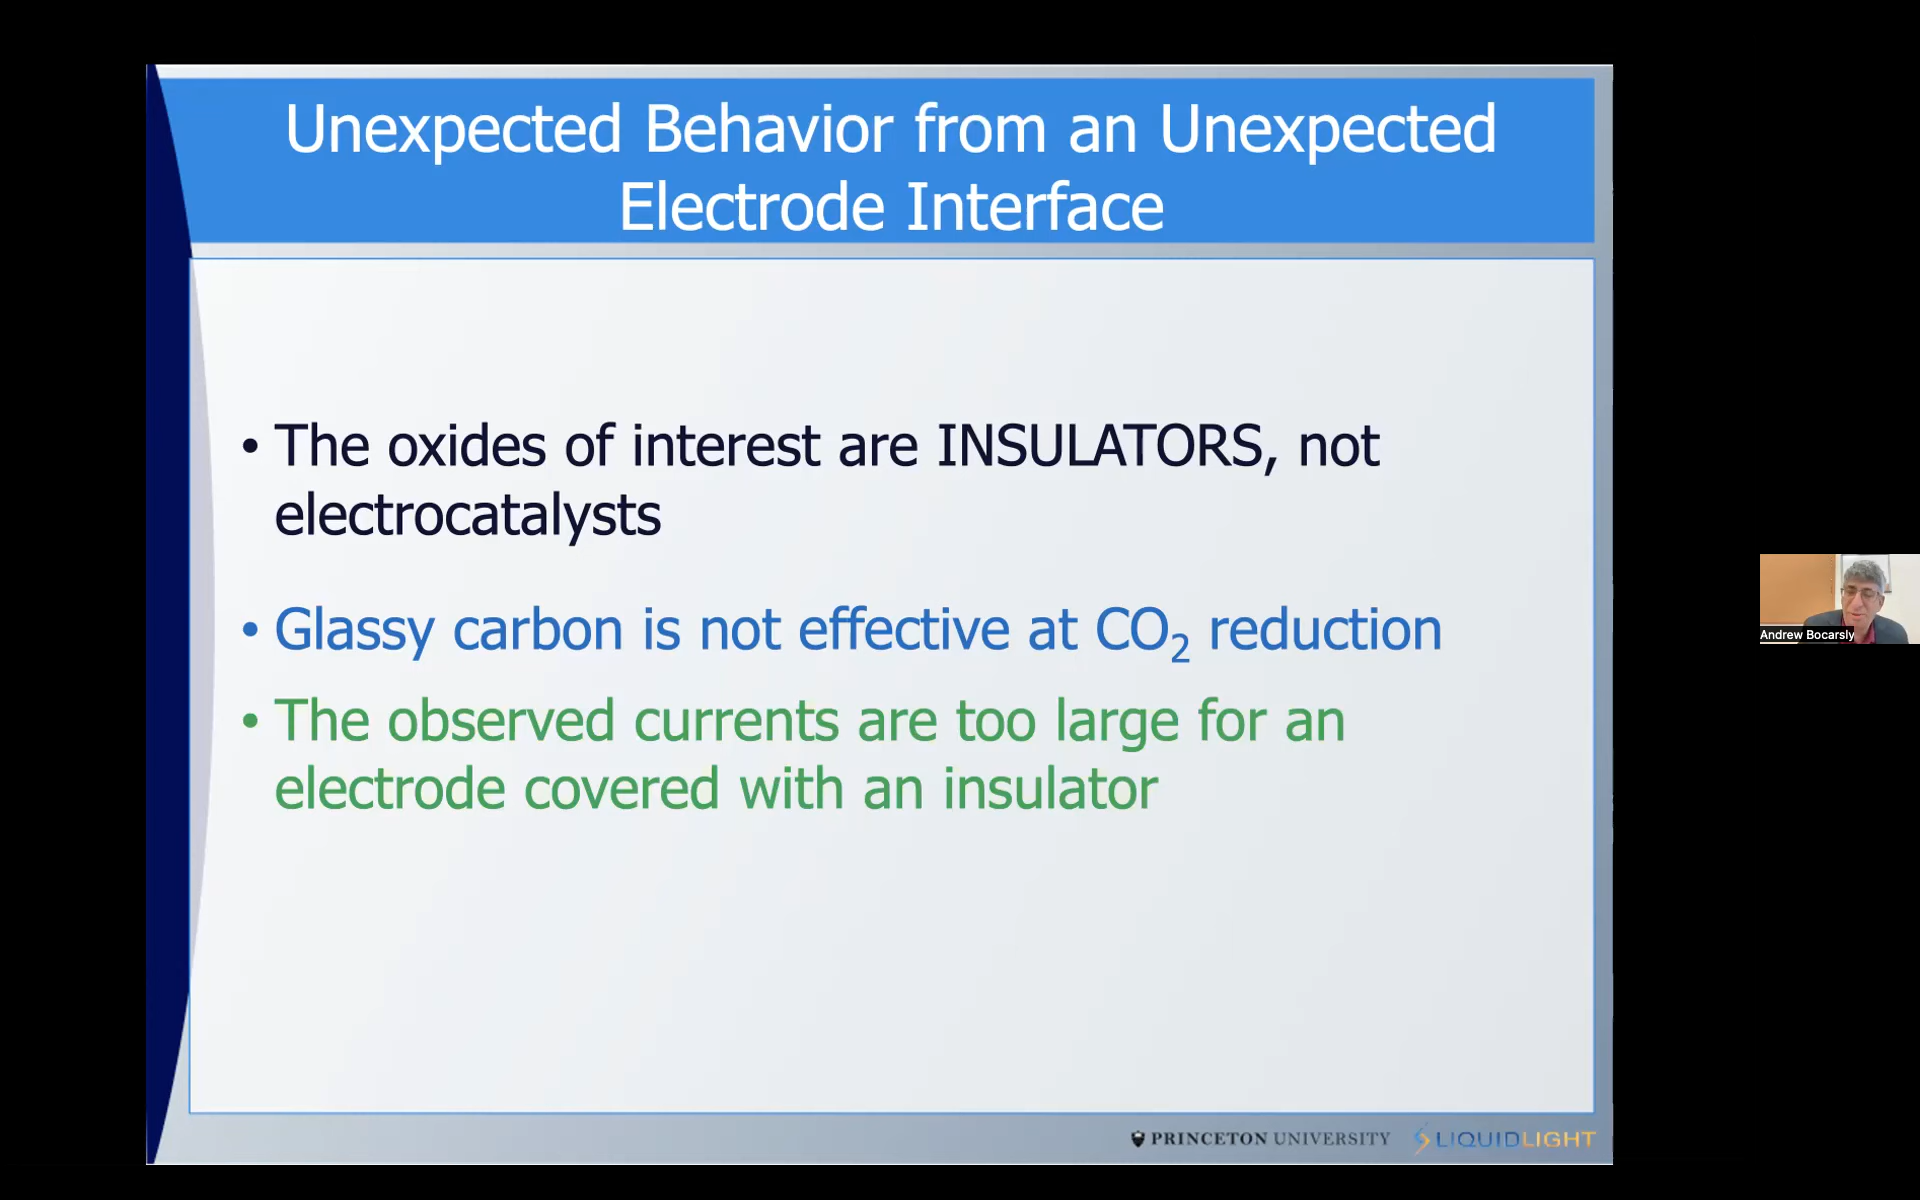 Unexpected Behavior from an Unexpected
Electrode Interface
• The oxides of interest are INSULATORS, not
electrocatalysts
• Glassy carbon is not effective at CO₂ reduction
• The observed currents are too large for an
electrode covered with an insulator
Andrew Bocarsly
PRINCETON UNIVERSITY
LIQUIDLIGHT